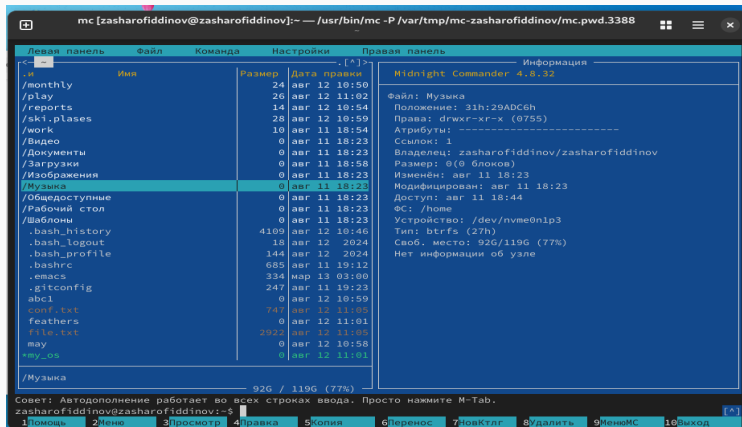 mc [zasharofiddinov@zasharofiddinov]:~ — /usr/bin/mc -P /var/tmp/mc-zasharofiddinov/mc.pwd.3388
Левая панель Файл Команда Настройки Правая панель
<— ~ .[^]>
.и Имя Размер Дата правки
/monthly 24 авг 12 10:50
/play 26 авг 12 11:02
/reports 14 авг 12 10:54
/ski.plases 28 авг 12 10:59
/work 10 авг 11 18:54
/Видео 0 авг 11 18:23
/Документы 0 авг 11 18:23
/Загрузки 0 авг 11 18:58
/Изображения 0 авг 11 18:23
/Музыка 0 авг 11 18:23
/Общедоступные 0 авг 11 18:23
/Рабочий стол 0 авг 11 18:23
/Шаблоны 0 авг 11 18:23
.bash_history 4109 авг 12 10:46
.bash_logout 18 авг 12 2024
.bash_profile 144 авг 12 2024
.bashrc 685 авг 11 19:12
.emacs 334 мар 13 03:00
.gitconfig 247 авг 11 19:23
abc1 0 авг 12 10:59
conf.txt 747 авг 12 11:05
feathers 0 авг 12 11:01
file.txt 2922 авг 12 11:05
may 0 авг 12 10:58
*my_os 0 авг 12 11:01
/Музыка
92G / 119G (77%)
Информация
Midnight Commander 4.8.32
Файл: Музыка
Положение: 31h:29ADC6h
Права: drwxr-xr-x (0755)
Атрибуты: -------------------------
Ссылок: 1
Владелец: zasharofiddinov/zasharofiddinov
Размер: 0(0 блоков)
Изменён: авг 11 18:23
Модифицирован: авг 11 18:23
Доступ: авг 11 18:44
ФС: /home
Устройство: /dev/nvme0n1p3
Тип: btrfs (27h)
Своб. место: 92G/119G (77%)
Нет информации об узле
Совет: Автодополнение работает во всех строках ввода. Просто нажмите M-Tab.
zasharofiddinov@zasharofiddinov:~$ [^]
1Помощь 2Меню 3Просмотр 4Правка 5Копия 6Перенос 7НовКтлг 8Удалить 9МенюMC 10Выход